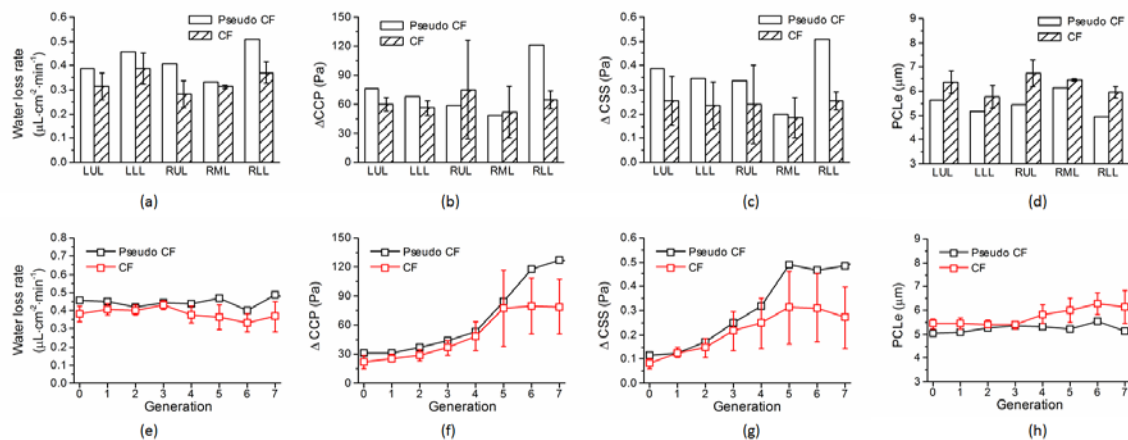 0.6
0.5
0.4
0.3
0.2
0.1
0.0
Water loss rate
(μL·cm⁻²·min⁻¹)
Pseudo CF
CF
LUL LLL RUL RML RLL
(a)
150
120
90
60
30
0
ΔCCP (Pa)
Pseudo CF
CF
LUL LLL RUL RML RLL
(b)
0.6
0.5
0.4
0.3
0.2
0.1
0.0
Δ CSS (Pa)
Pseudo CF
CF
LUL LLL RUL RML RLL
(c)
9
8
7
6
5
4
3
PCLe (μm)
Pseudo CF
CF
LUL LLL RUL RML RLL
(d)
0.8
0.7
0.6
0.5
0.4
0.3
0.2
0.1
0.0
Water loss rate
(μL·cm⁻²·min⁻¹)
Pseudo CF
CF
0 1 2 3 4 5 6 7
Generation
(e)
150
120
90
60
30
0
Δ CCP (Pa)
Pseudo CF
CF
0 1 2 3 4 5 6 7
Generation
(f)
0.6
0.5
0.4
0.3
0.2
0.1
0.0
Δ CSS (Pa)
Pseudo CF
CF
0 1 2 3 4 5 6 7
Generation
(g)
9
8
7
6
5
4
3
PCLe (μm)
Pseudo CF
CF
0 1 2 3 4 5 6 7
Generation
(h)